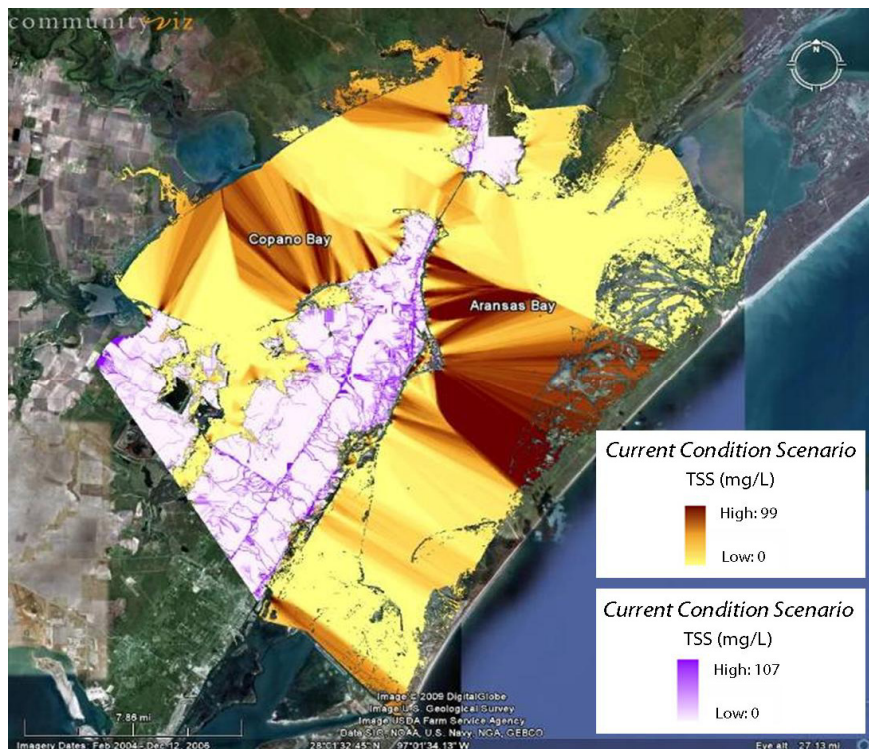 communityviz
N
Copano Bay
Aransas Bay
Current Condition Scenario
TSS (mg/L)
High: 99
Low: 0
Current Condition Scenario
TSS (mg/L)
High: 107
Low: 0
Image © 2009 DigitalGlobe
Image U.S. Geological Survey
Image USDA Farm Service Agency
Data SIO, NOAA, U.S. Navy, NGA, GEBCO
7.86 mi
Imagery Dates: Feb 2004 - Dec 12, 2006
28°01'32.45" N 97°01'34.13" W
Eye alt 27.13 mi